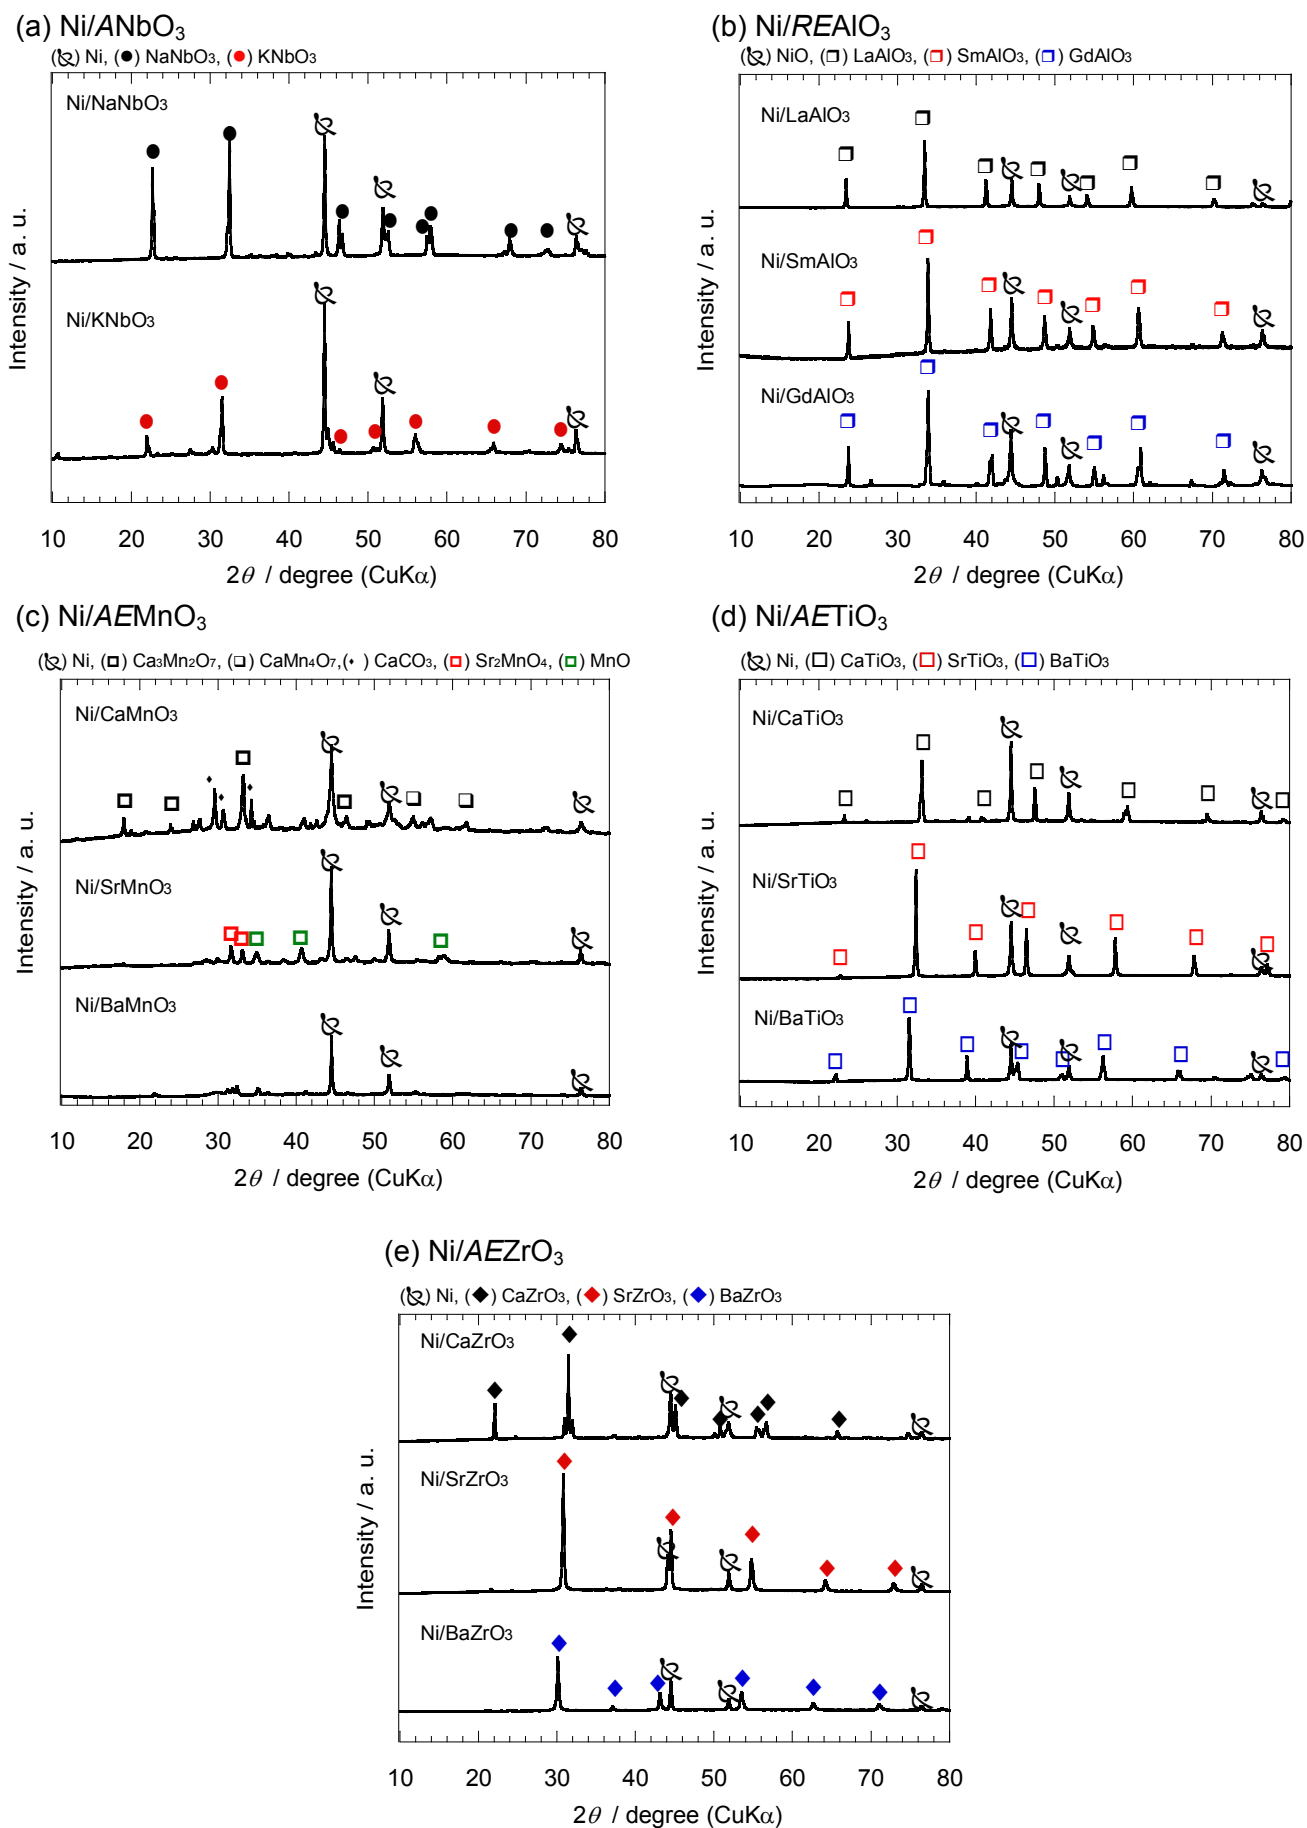 (a) Ni/ANbO3
( ) Ni, (●) NaNbO3, (●) KNbO3
Ni/NaNbO3
Ni/KNbO3
Intensity / a. u.
10 20 30 40 50 60 70 80
2θ / degree (CuKα)
(b) Ni/REAlO3
( ) NiO, (❒) LaAlO3, (❒) SmAlO3, (❒) GdAlO3
Ni/LaAlO3
Ni/SmAlO3
Ni/GdAlO3
Intensity / a. u.
10 20 30 40 50 60 70 80
2θ / degree (CuKα)
(c) Ni/AEMnO3
( ) Ni, (□) Ca3Mn2O7, (❑) CaMn4O7,(♦) CaCO3, (□) Sr2MnO4, (□) MnO
Ni/CaMnO3
Ni/SrMnO3
Ni/BaMnO3
Intensity / a. u.
10 20 30 40 50 60 70 80
2θ / degree (CuKα)
(d) Ni/AETiO3
( ) Ni, (□) CaTiO3, (□) SrTiO3, (□) BaTiO3
Ni/CaTiO3
Ni/SrTiO3
Ni/BaTiO3
Intensity / a. u.
10 20 30 40 50 60 70 80
2θ / degree (CuKα)
(e) Ni/AEZrO3
( ) Ni, (◆) CaZrO3, (◆) SrZrO3, (◆) BaZrO3
Ni/CaZrO3
Ni/SrZrO3
Ni/BaZrO3
Intensity / a. u.
10 20 30 40 50 60 70 80
2θ / degree (CuKα)